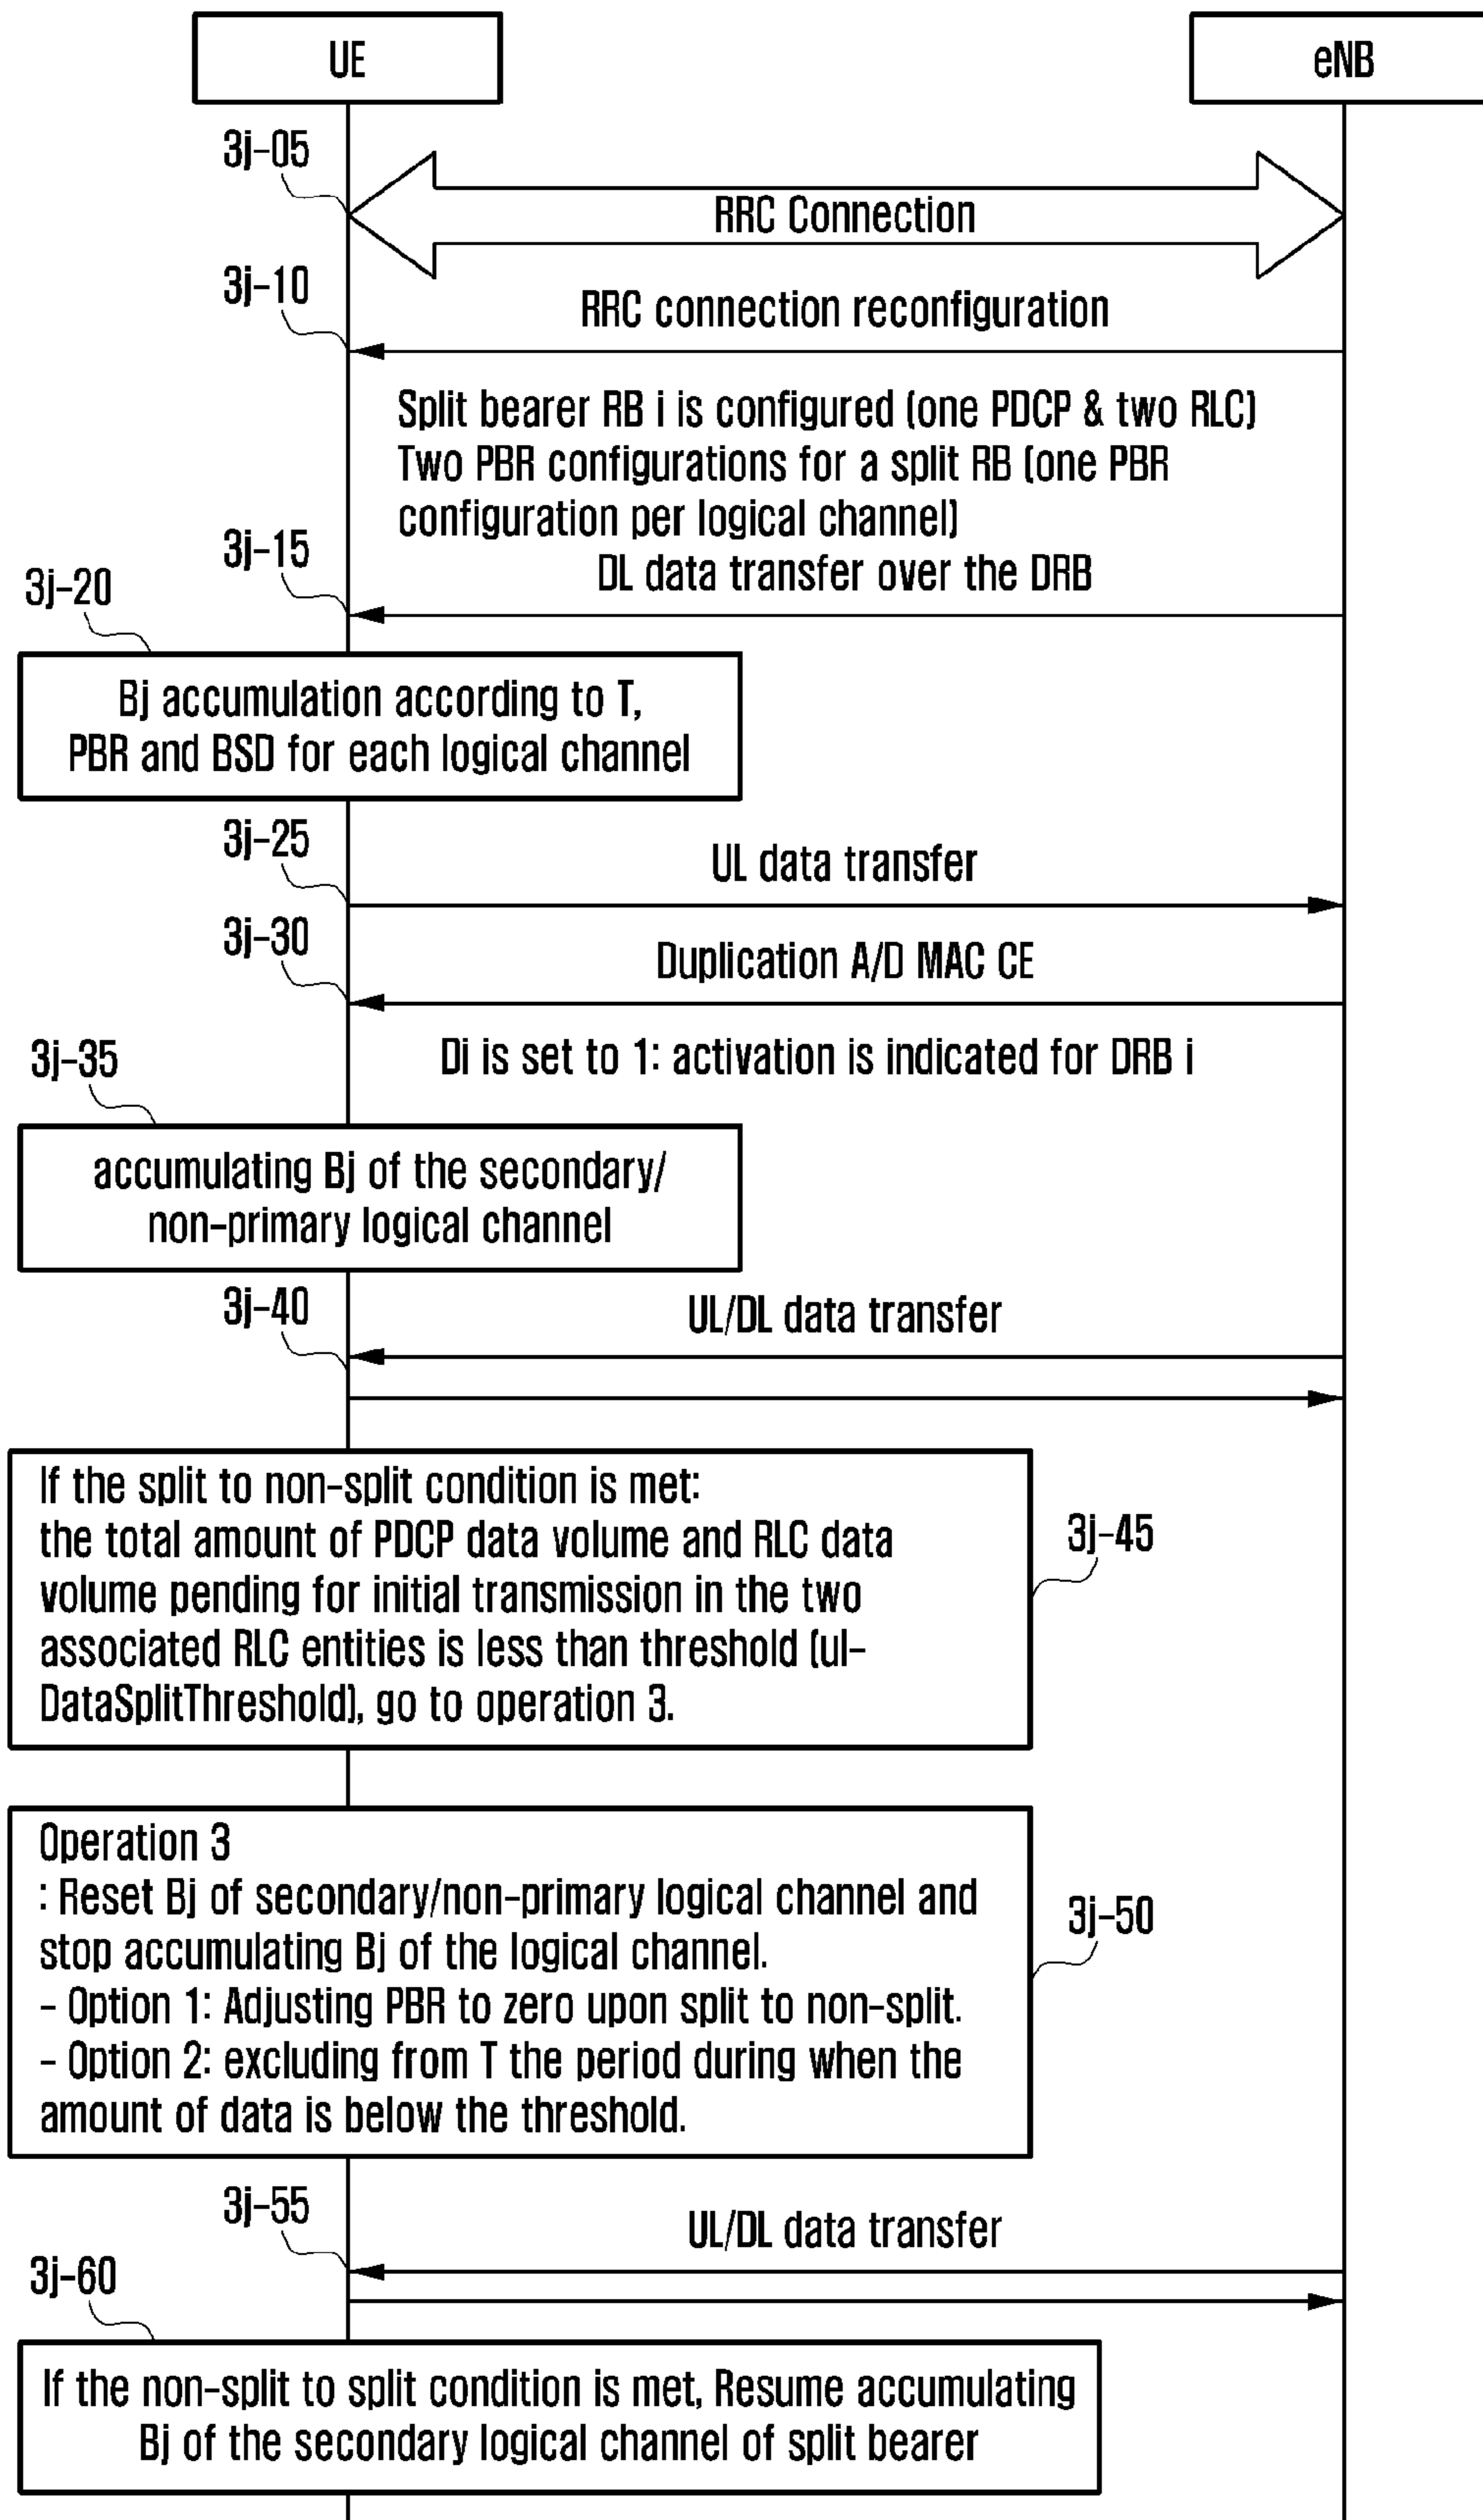 UE
eNB
3j-05
RRC Connection
3j-10
RRC connection reconfiguration
Split bearer RB i is configured (one PDCP & two RLC)
Two PBR configurations for a split RB (one PBR
configuration per logical channel)
3j-15
DL data transfer over the DRB
3j-20
Bj accumulation according to T,
PBR and BSD for each logical channel
3j-25
UL data transfer
3j-30
Duplication A/D MAC CE
3j-35
Di is set to 1: activation is indicated for DRB i
accumulating Bj of the secondary/
non-primary logical channel
3j-40
UL/DL data transfer
If the split to non-split condition is met:
the total amount of PDCP data volume and RLC data
volume pending for initial transmission in the two
associated RLC entities is less than threshold (ul-
DataSplitThreshold), go to operation 3.
3j-45
Operation 3
: Reset Bj of secondary/non-primary logical channel and
stop accumulating Bj of the logical channel.
- Option 1: Adjusting PBR to zero upon split to non-split.
- Option 2: excluding from T the period during when the
amount of data is below the threshold.
3j-50
3j-55
UL/DL data transfer
3j-60
If the non-split to split condition is met, Resume accumulating
Bj of the secondary logical channel of split bearer